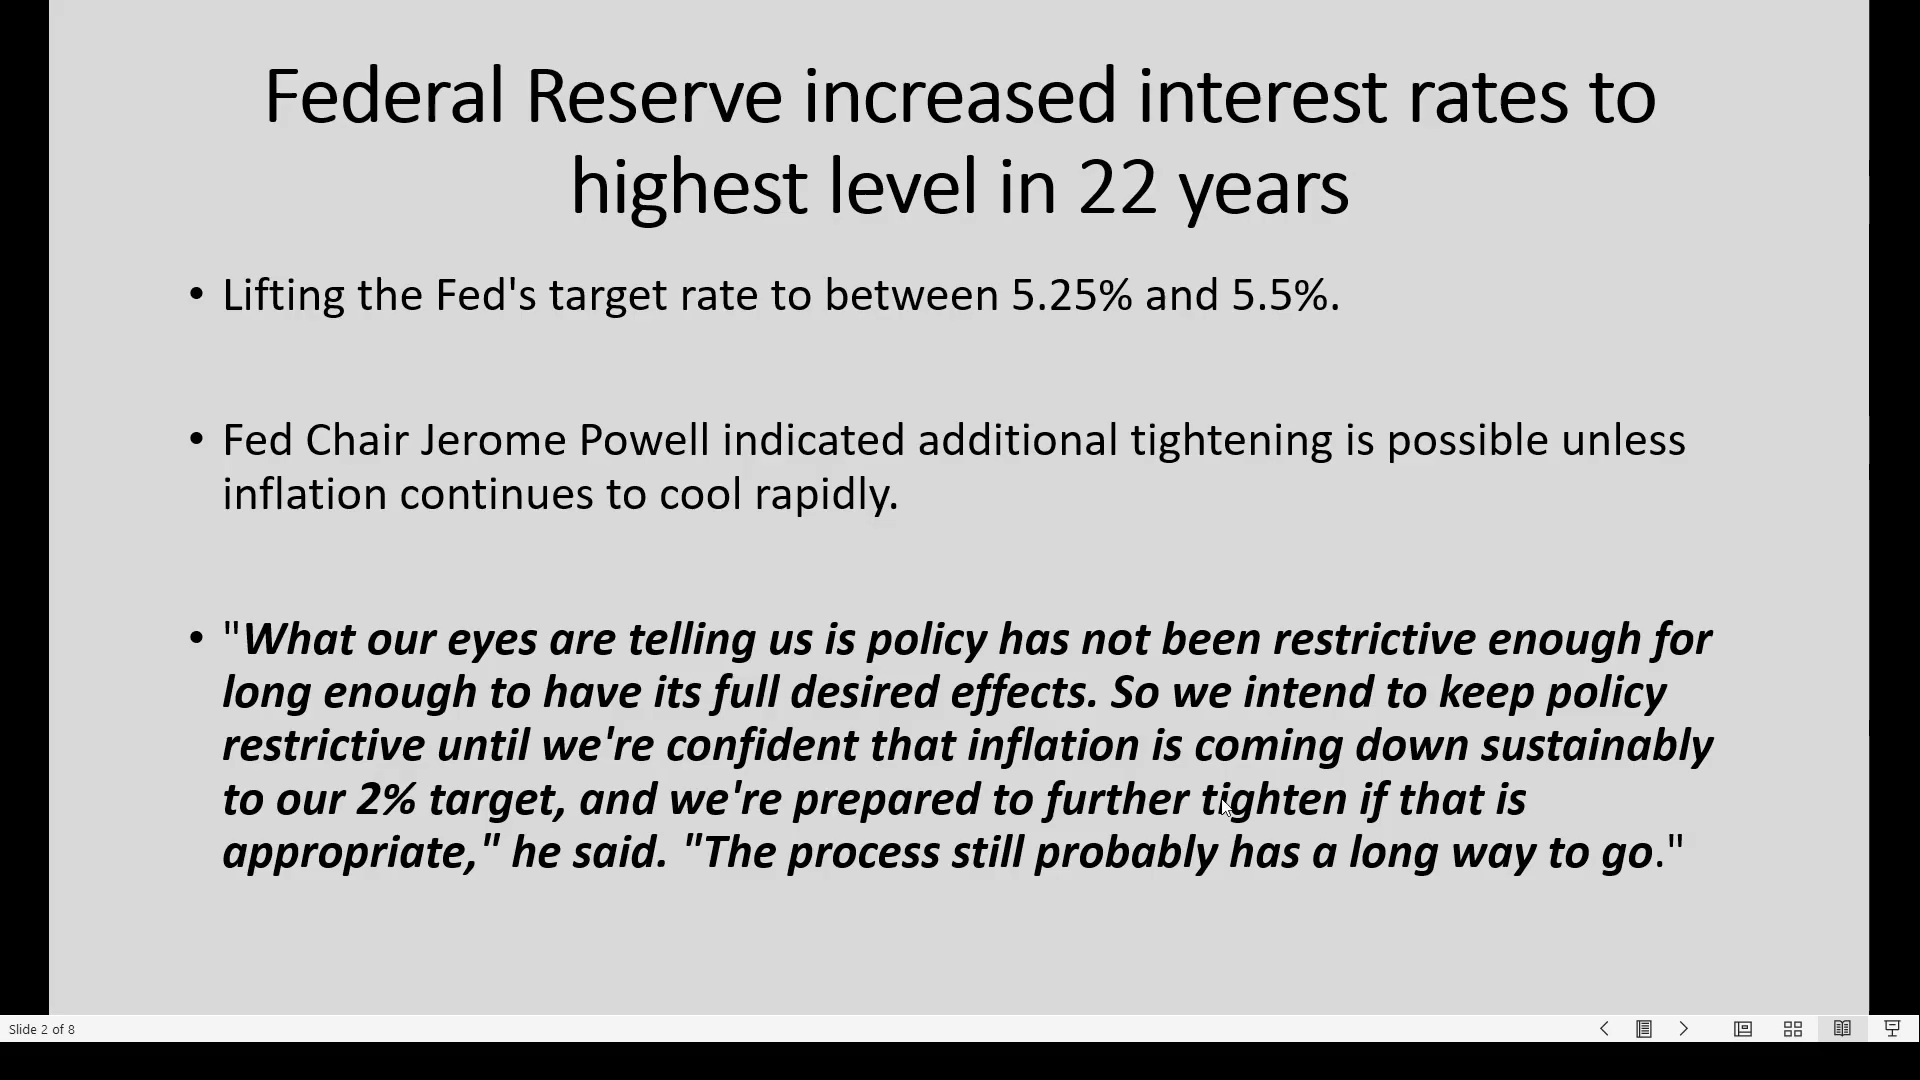 Federal Reserve increased interest rates to
highest level in 22 years
• Lifting the Fed's target rate to between 5.25% and 5.5%.
• Fed Chair Jerome Powell indicated additional tightening is possible unless
inflation continues to cool rapidly.
• "What our eyes are telling us is policy has not been restrictive enough for
long enough to have its full desired effects. So we intend to keep policy
restrictive until we're confident that inflation is coming down sustainably
to our 2% target, and we're prepared to further tighten if that is
appropriate," he said. "The process still probably has a long way to go."
Slide 2 of 8